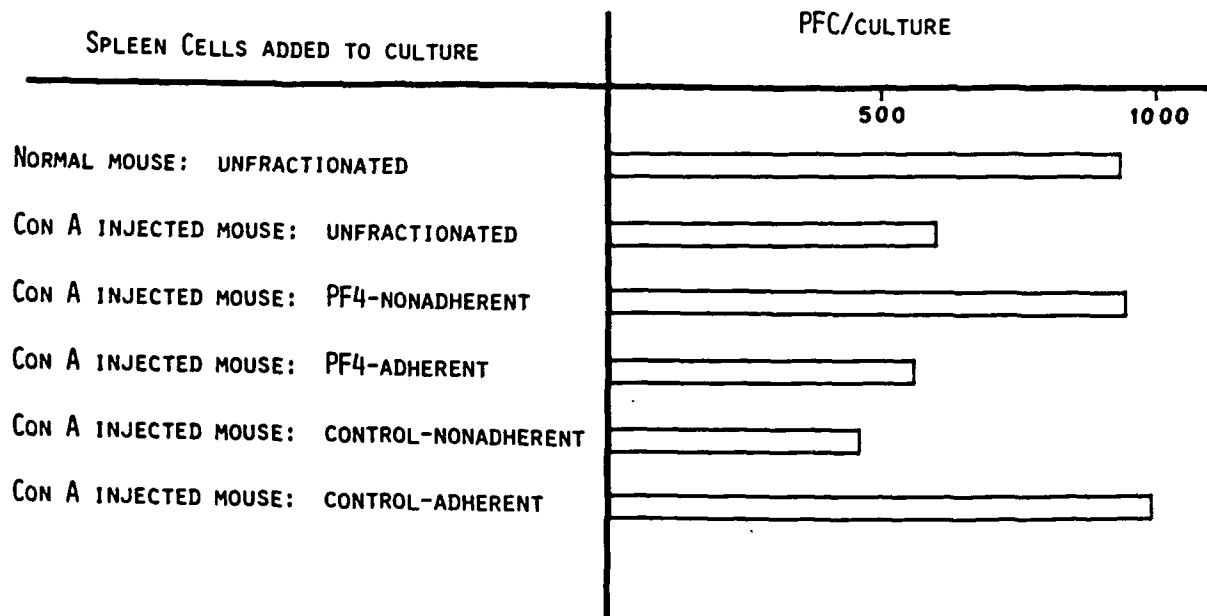 PFC/CULTURE
SPLEEN CELLS ADDED TO CULTURE
500 1000
NORMAL MOUSE: UNFRACTIONATED
CON A INJECTED MOUSE: UNFRACTIONATED
CON A INJECTED MOUSE: PF4-NONADHERENT
CON A INJECTED MOUSE: PF4-ADHERENT
CON A INJECTED MOUSE: CONTROL-NONADHERENT
CON A INJECTED MOUSE: CONTROL-ADHERENT